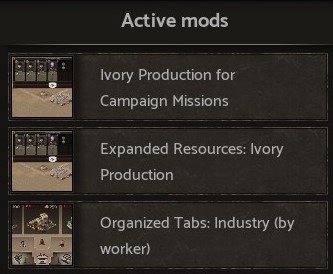 Active mods
Ivory Production for
Campaign Missions
Expanded Resources: Ivory
Production
Organized Tabs: Industry (by
worker)